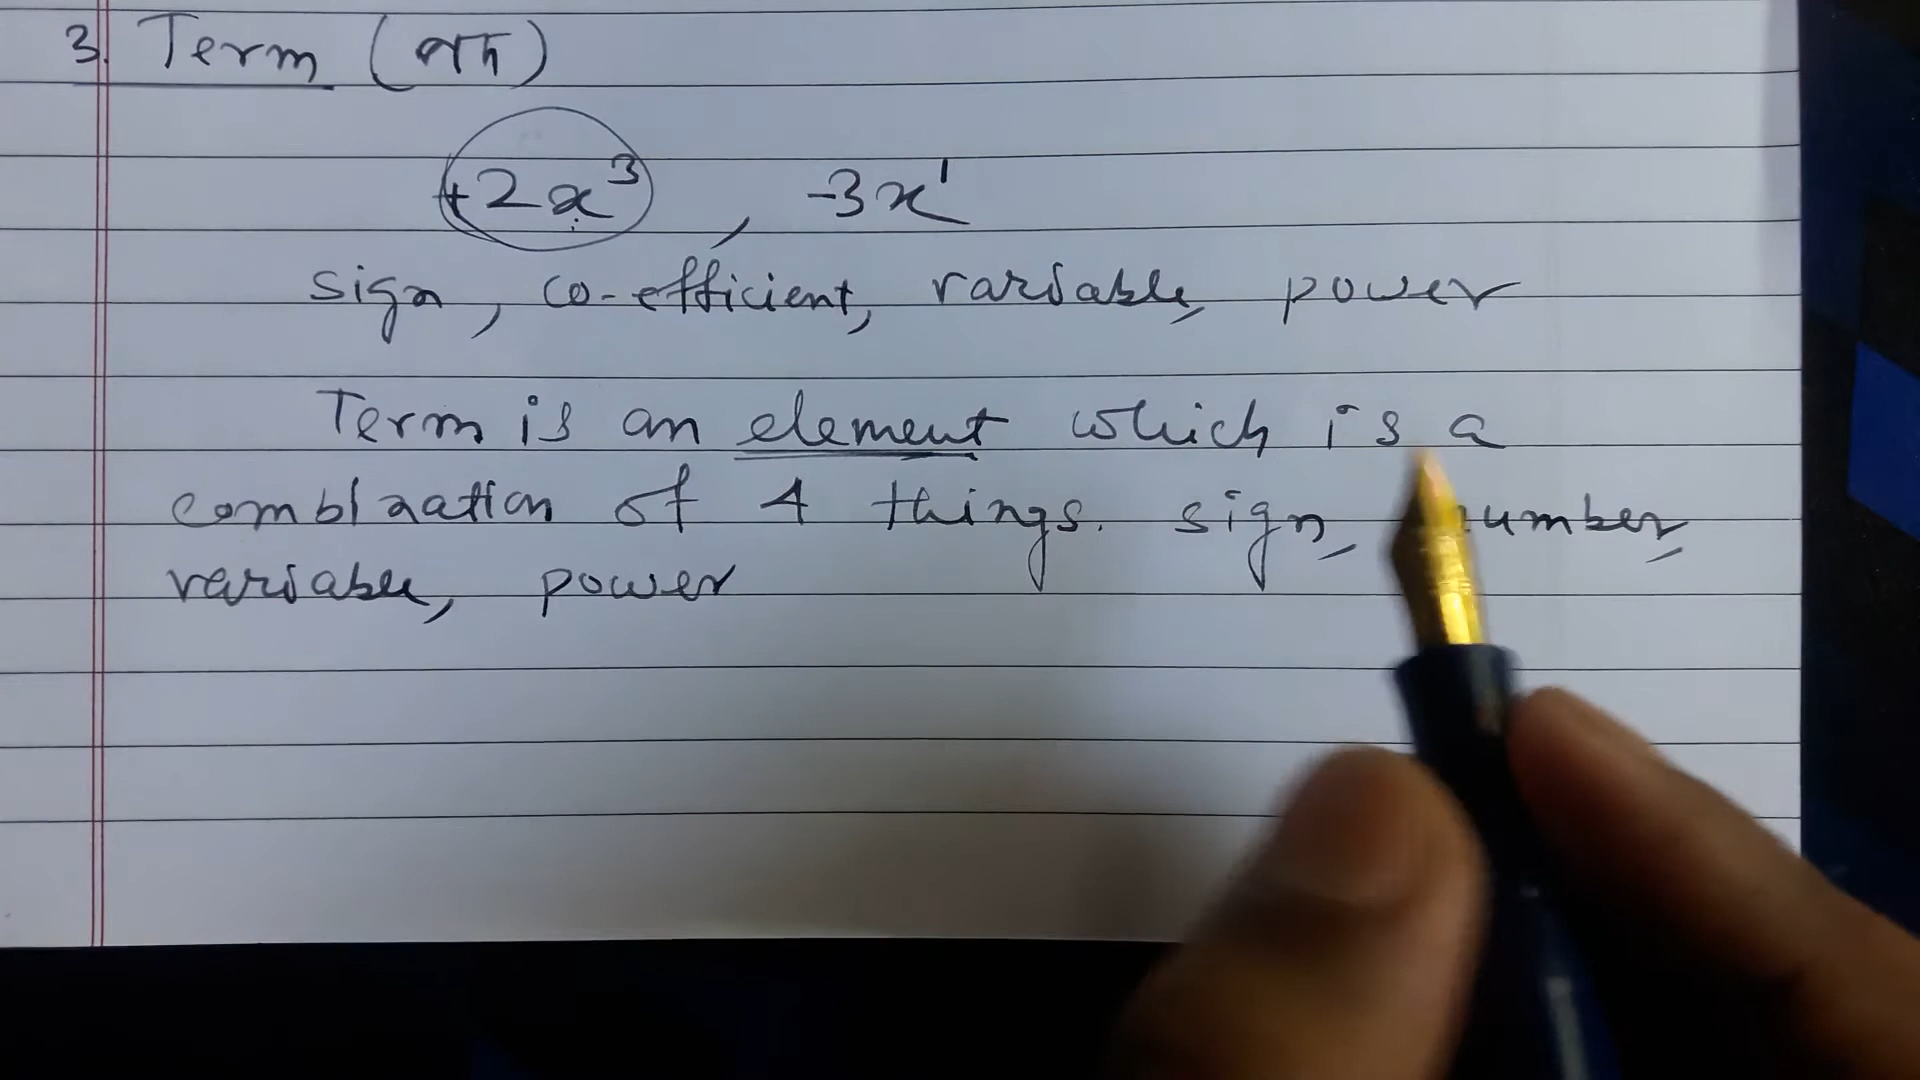 3. Term (পদ)
+2x³, -3x¹
sign, co-efficient, variable, power
Term is an element which is a
combination of 4 things. sign, number,
variable, power